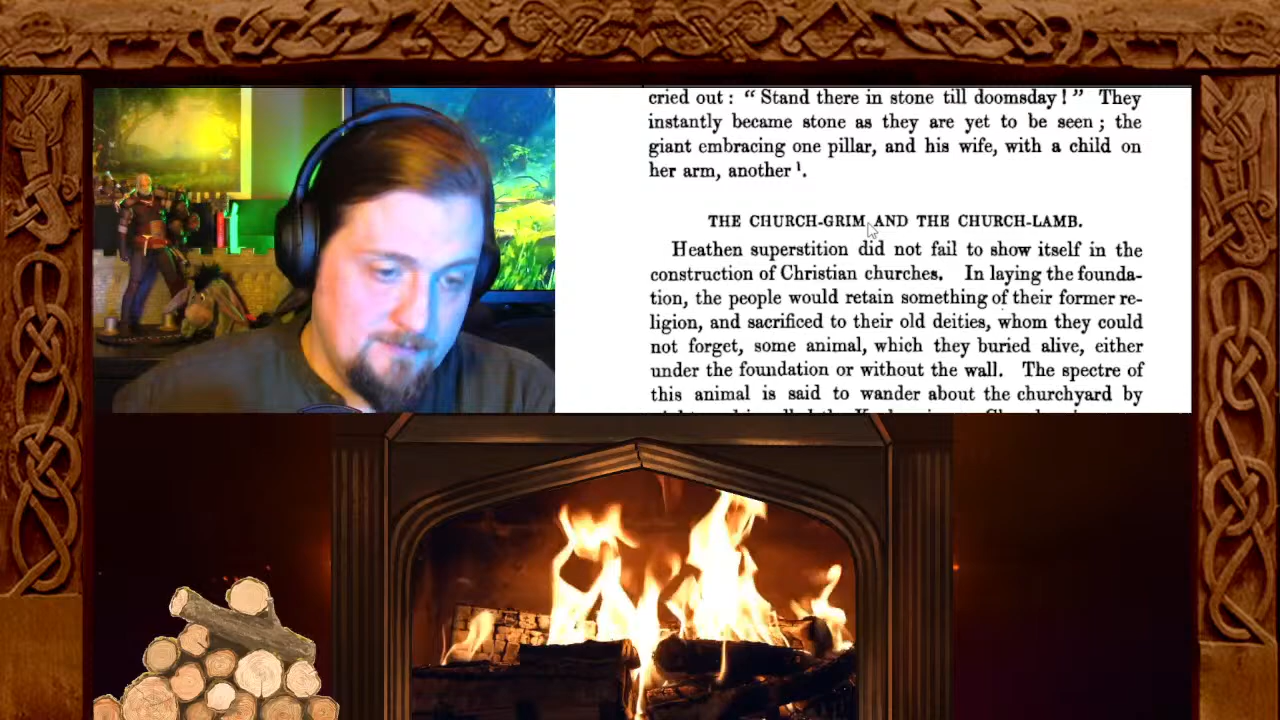 cried out : “ Stand there in stone till doomsday ! ” They
instantly became stone as they are yet to be seen ; the
giant embracing one pillar, and his wife, with a child on
her arm, another ¹.
THE CHURCH-GRIM AND THE CHURCH-LAMB.
Heathen superstition did not fail to show itself in the
construction of Christian churches. In laying the founda-
tion, the people would retain something of their former re-
ligion, and sacrificed to their old deities, whom they could
not forget, some animal, which they buried alive, either
under the foundation or without the wall. The spectre of
this animal is said to wander about the churchyard by